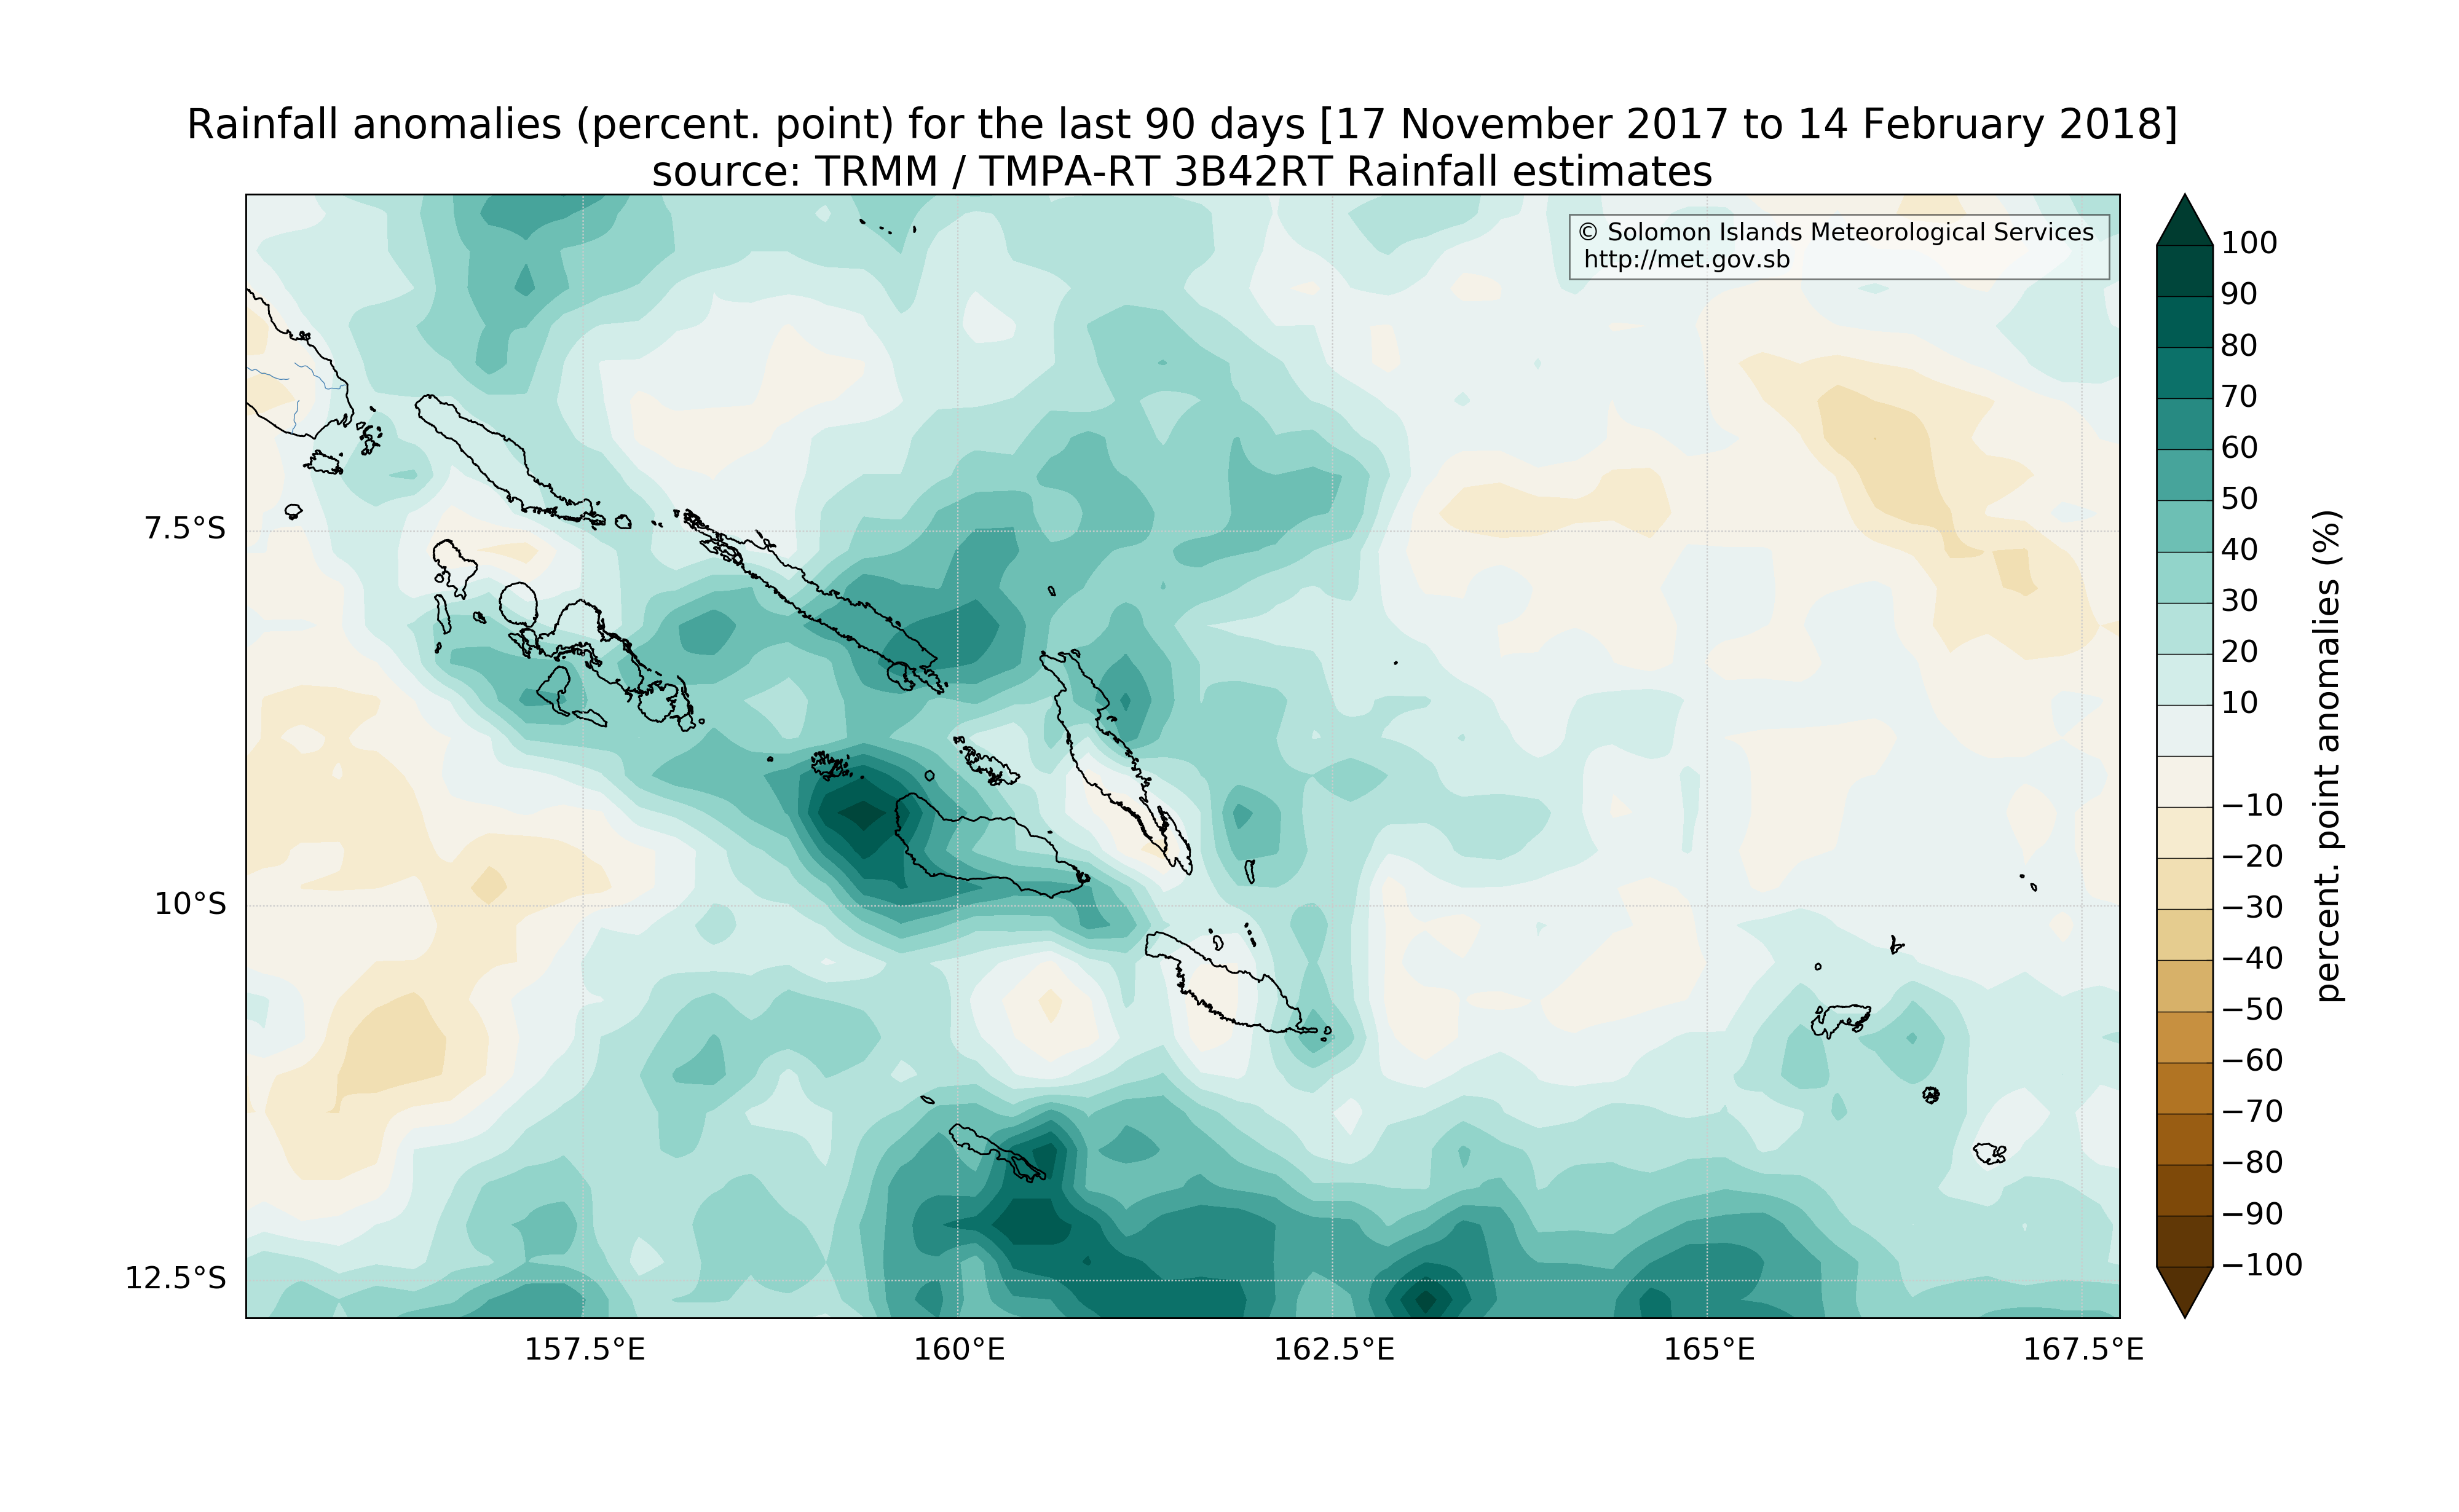 Rainfall anomalies (percent. point) for the last 90 days [17 November 2017 to 14 February 2018]
source: TRMM / TMPA-RT 3B42RT Rainfall estimates
© Solomon Islands Meteorological Services
http://met.gov.sb
7.5°S
10°S
12.5°S
157.5°E
160°E
162.5°E
165°E
167.5°E
100
90
80
70
60
50
40
30
20
10
−10
−20
−30
−40
−50
−60
−70
−80
−90
−100
percent. point anomalies (%)